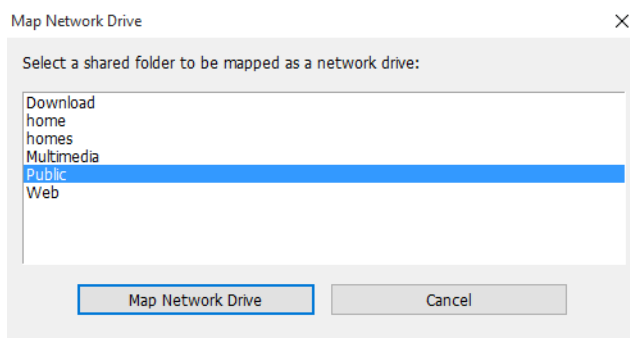 Map Network Drive
Select a shared folder to be mapped as a network drive:
Download
home
homes
Multimedia
Public
Web
Map Network Drive
Cancel